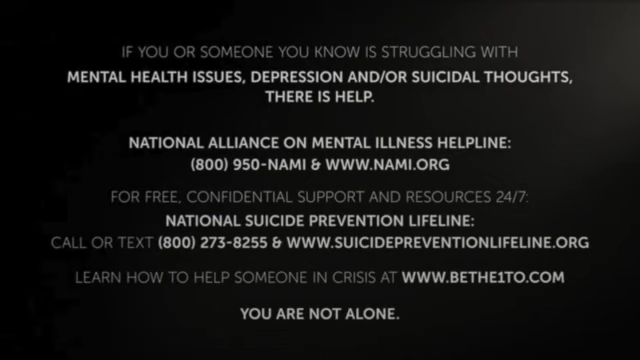 IF YOU OR SOMEONE YOU KNOW IS STRUGGLING WITH
MENTAL HEALTH ISSUES, DEPRESSION AND/OR SUICIDAL THOUGHTS,
THERE IS HELP.
NATIONAL ALLIANCE ON MENTAL ILLNESS HELPLINE:
(800) 950-NAMI & WWW.NAMI.ORG
FOR FREE, CONFIDENTIAL SUPPORT AND RESOURCES 24/7:
NATIONAL SUICIDE PREVENTION LIFELINE:
CALL OR TEXT (800) 273-8255 & WWW.SUICIDEPREVENTIONLIFELINE.ORG
LEARN HOW TO HELP SOMEONE IN CRISIS AT WWW.BETHE1TO.COM
YOU ARE NOT ALONE.